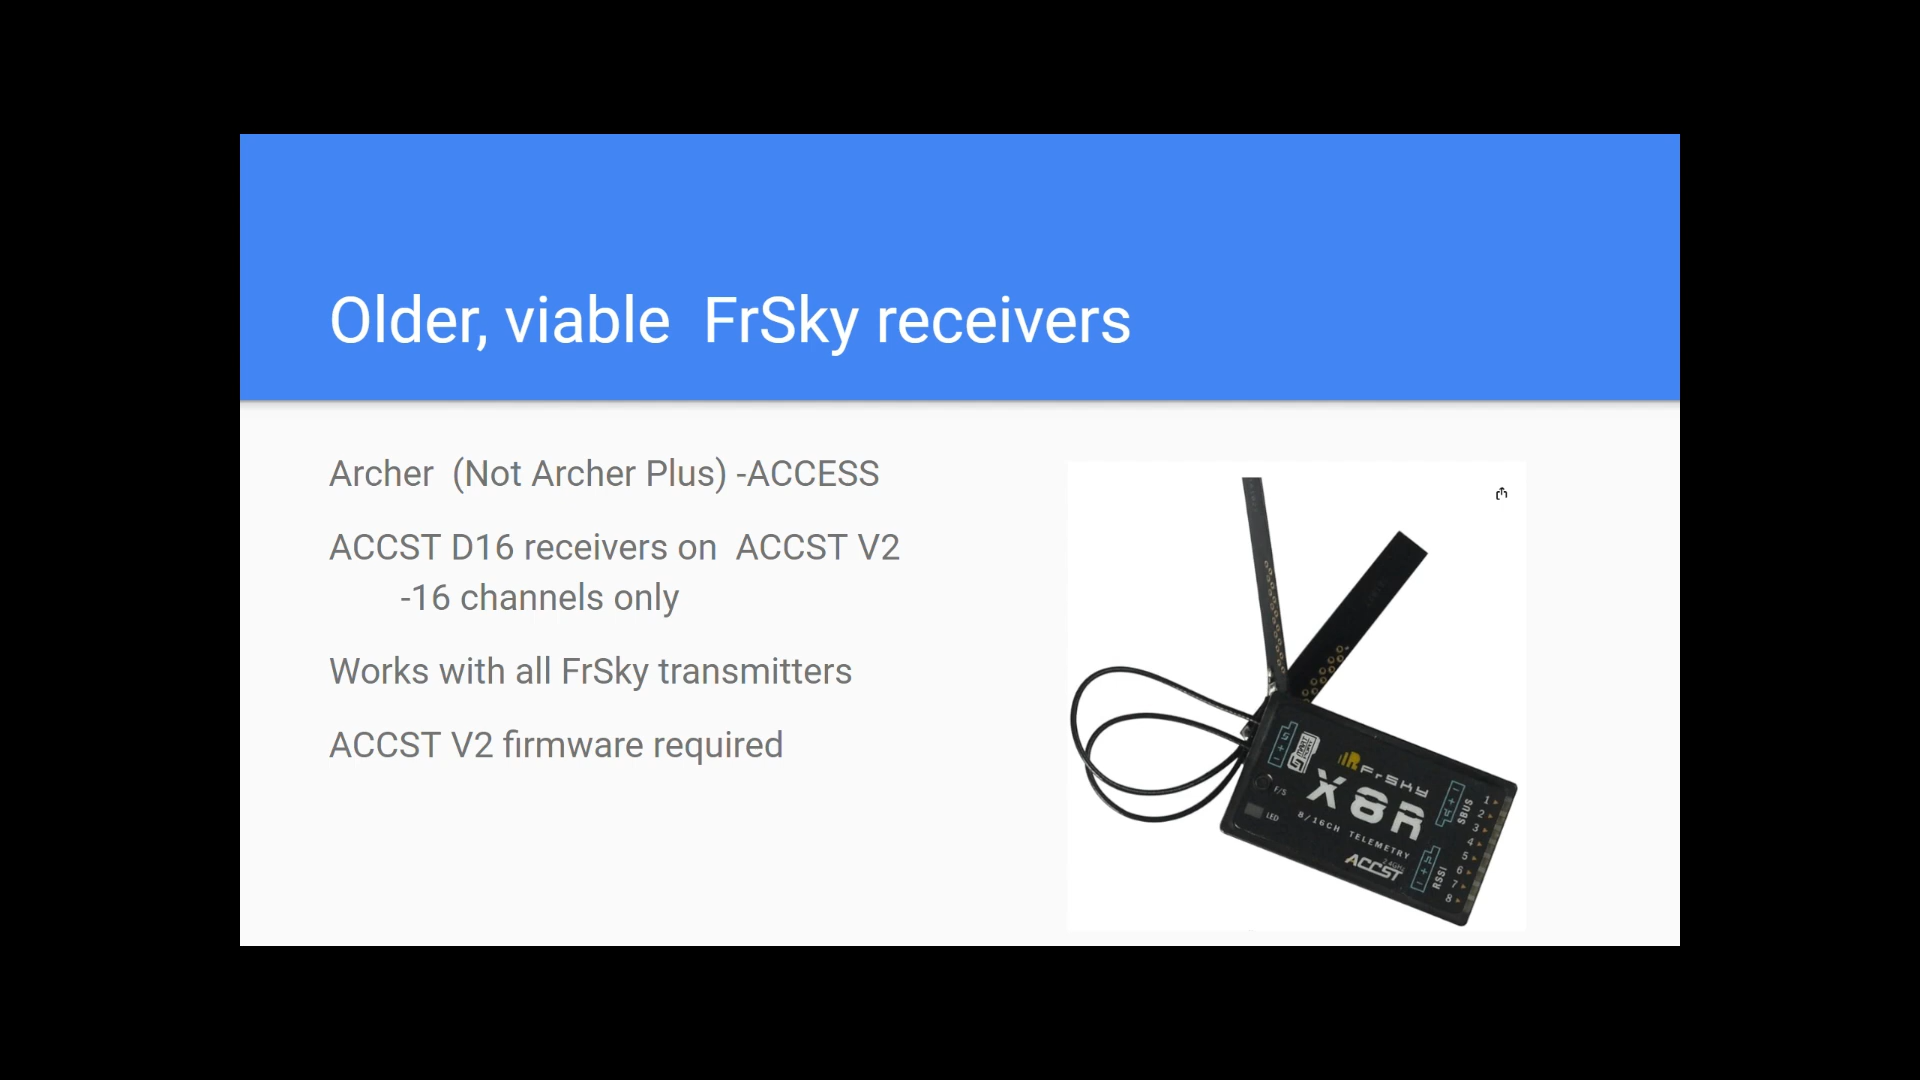 Older, viable  FrSky receivers
Archer  (Not Archer Plus) -ACCESS
ACCST D16 receivers on  ACCST V2
-16 channels only
Works with all FrSky transmitters
ACCST V2 firmware required
FrSky
X8R
8/16CH TELEMETRY
ACCST
F/S
LED
SBUS
RSSI
1
2
3
4
5
6
7
8